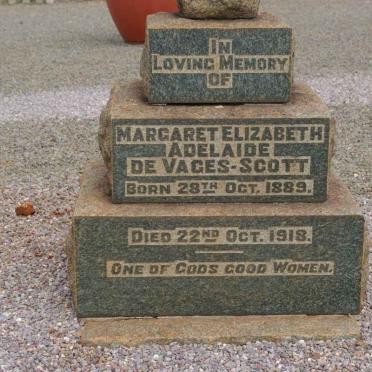 IN
LOVING MEMORY
OF
MARGARET ELIZABETH
ADELAIDE
DE VAGES-SCOTT
BORN 28TH OCT. 1889.
DIED 22ND OCT. 1918.
ONE OF GODS GOOD WOMEN.